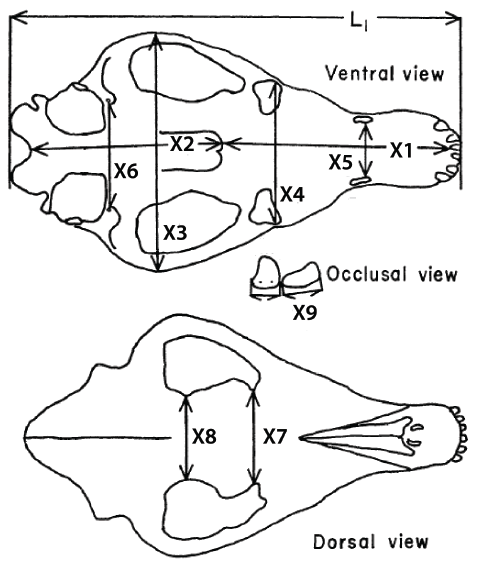 L₁
Ventral view
X2
X1
X5
X6
X4
X3
Occlusal view
X9
X8
X7
Dorsal view